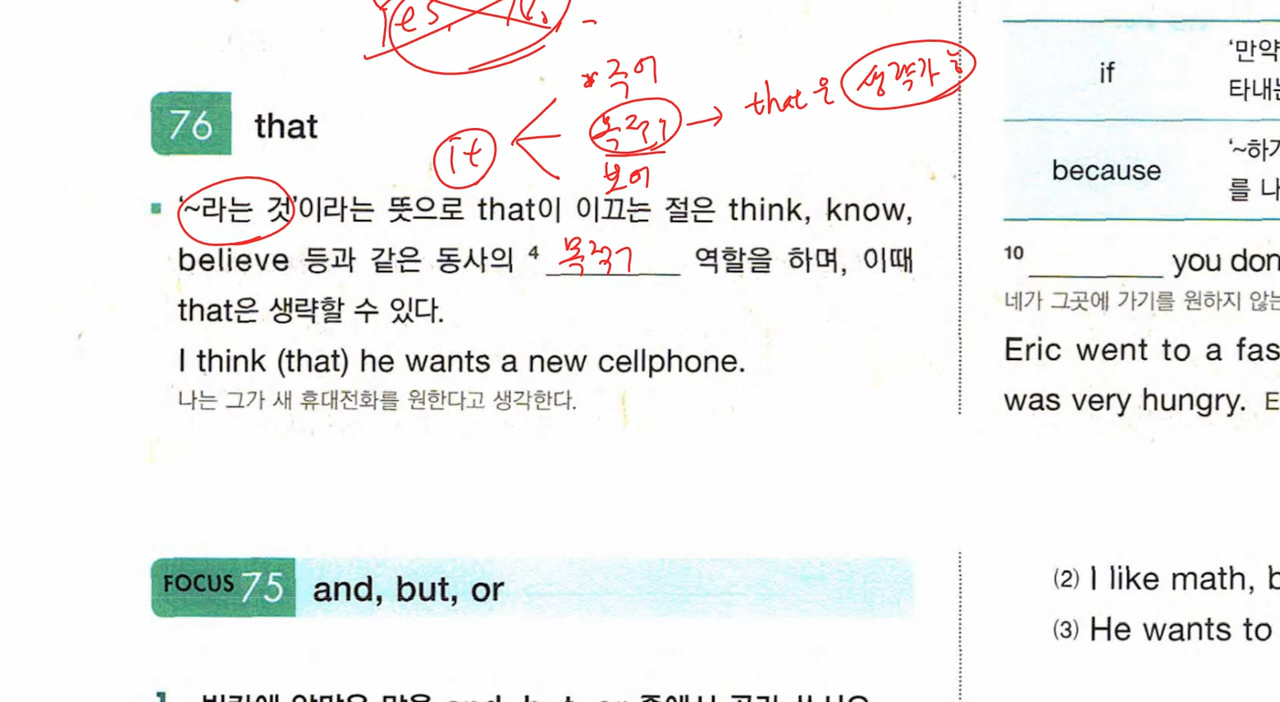 yes
*주어
that은 생략가능
76 that
it
목적어
보어
'~라는 것'이라는 뜻으로 that이 이끄는 절은 think, know,
believe 등과 같은 동사의 4 목적어 역할을 하며, 이때
that은 생략할 수 있다.
I think (that) he wants a new cellphone.
나는 그가 새 휴대전화를 원한다고 생각한다.
if '만약
타내는
because '~하기
를 나
10 ________ you don
네가 그곳에 가기를 원하지 않는
Eric went to a fas
was very hungry. E
FOCUS 75 and, but, or
(2) I like math, b
(3) He wants to